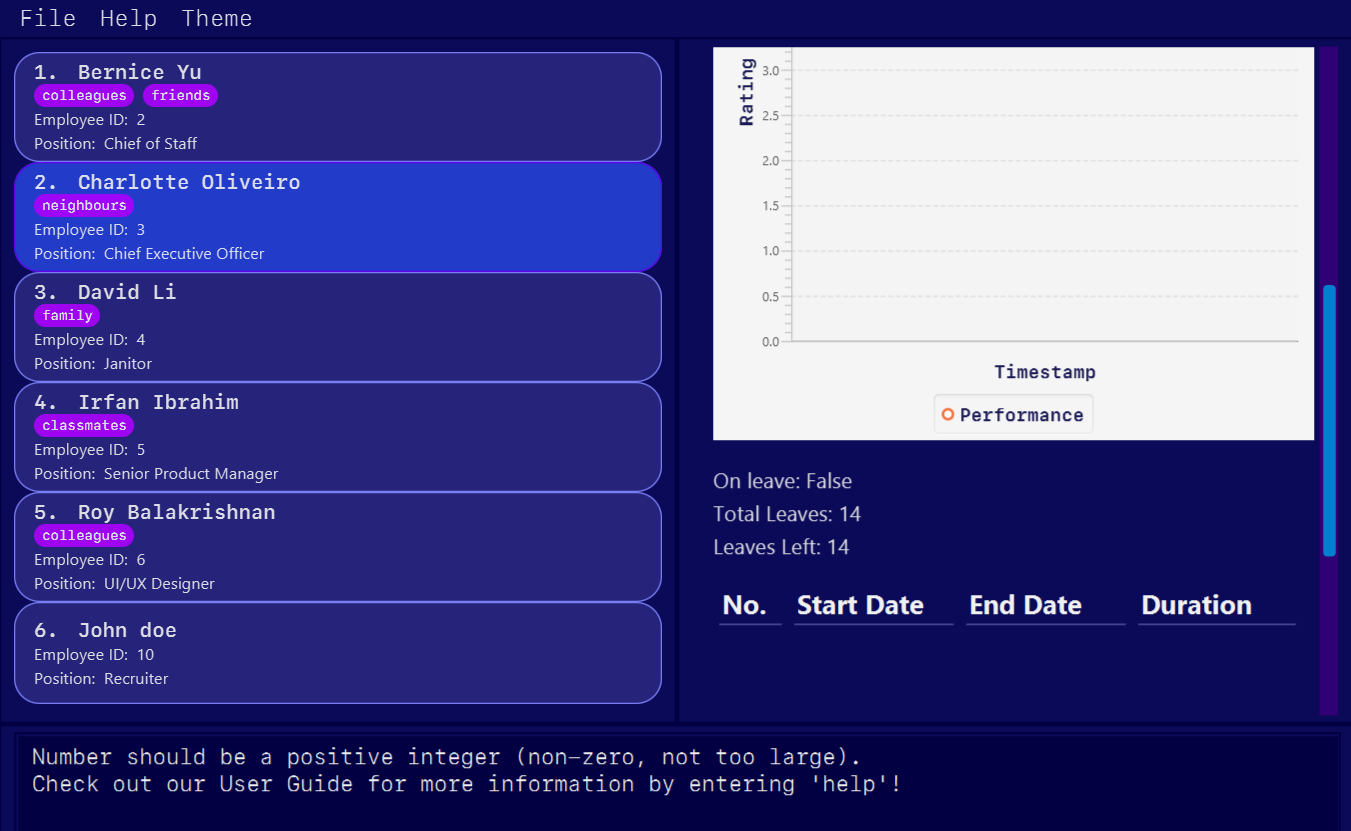 File Help Theme
1. Bernice Yu
colleagues friends
Employee ID: 2
Position: Chief of Staff
2. Charlotte Oliveiro
neighbours
Employee ID: 3
Position: Chief Executive Officer
3. David Li
family
Employee ID: 4
Position: Janitor
4. Irfan Ibrahim
classmates
Employee ID: 5
Position: Senior Product Manager
5. Roy Balakrishnan
colleagues
Employee ID: 6
Position: UI/UX Designer
6. John doe
Employee ID: 10
Position: Recruiter
Rating
3.0
2.5
2.0
1.5
1.0
0.5
0.0
Timestamp
Performance
On leave: False
Total Leaves: 14
Leaves Left: 14
No. Start Date End Date Duration
Number should be a positive integer (non-zero, not too large).
Check out our User Guide for more information by entering 'help'!